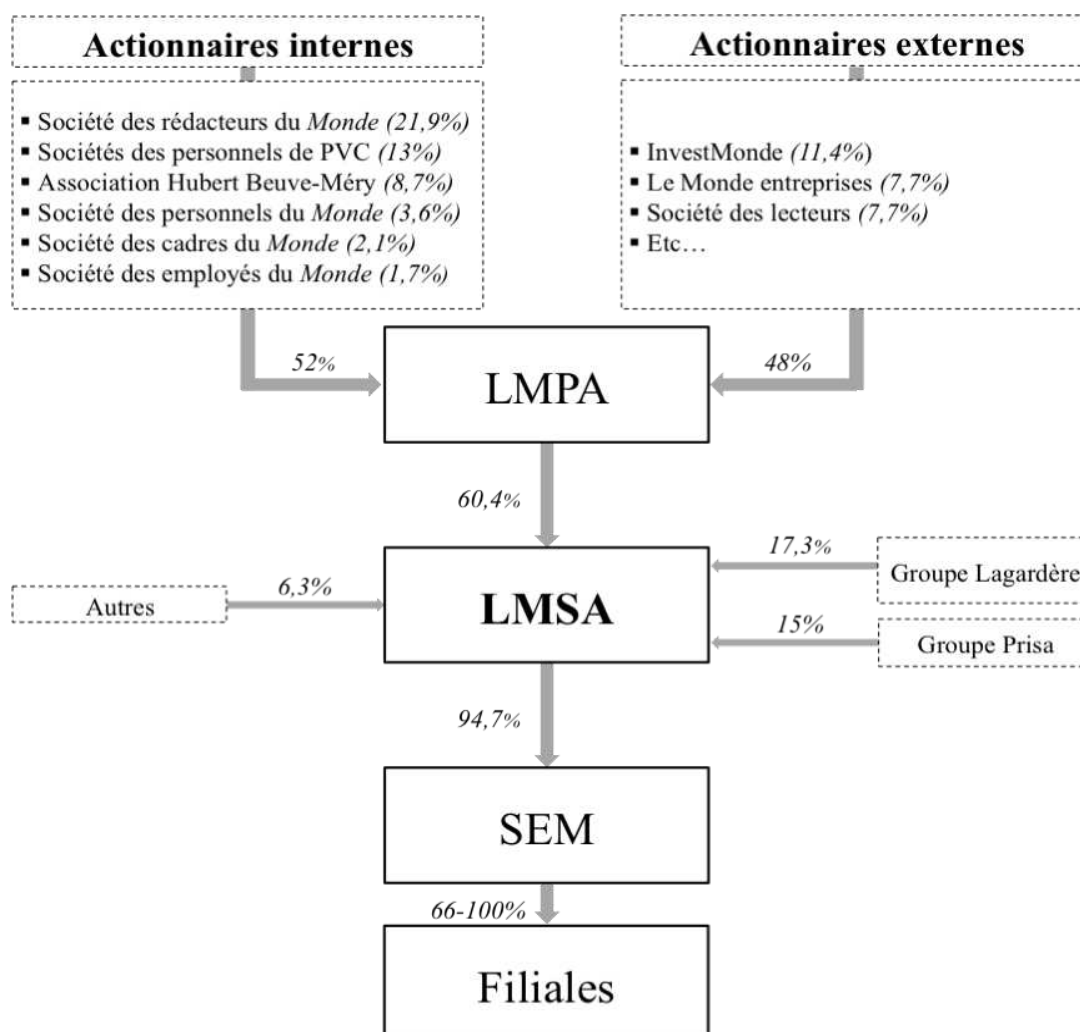 Actionnaires internes
Actionnaires externes
▪ Société des rédacteurs du Monde (21,9%)
▪ Sociétés des personnels de PVC (13%)
▪ Association Hubert Beuve-Méry (8,7%)
▪ Société des personnels du Monde (3,6%)
▪ Société des cadres du Monde (2,1%)
▪ Société des employés du Monde (1,7%)
▪ InvestMonde (11,4%)
▪ Le Monde entreprises (7,7%)
▪ Société des lecteurs (7,7%)
▪ Etc…
52%
LMPA
48%
60,4%
17,3%
Groupe Lagardère
6,3%
Autres
LMSA
15%
Groupe Prisa
94,7%
SEM
66-100%
Filiales